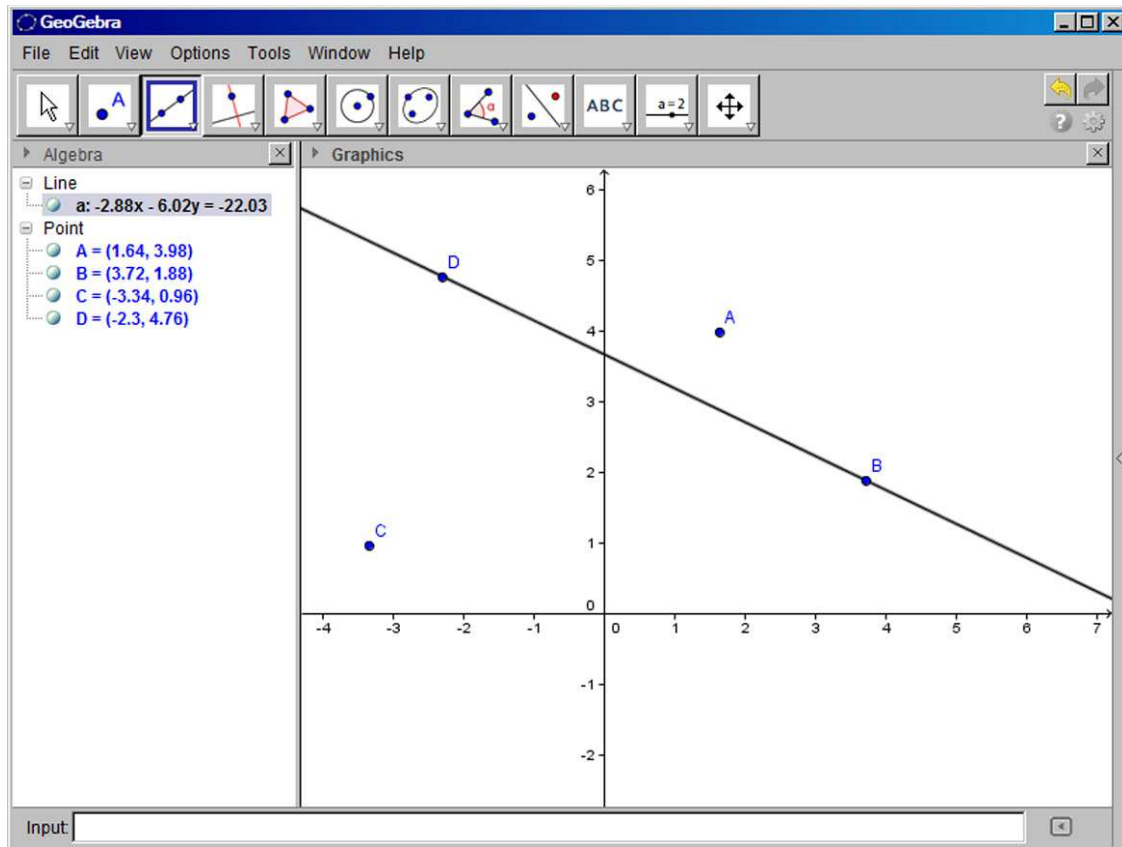 GeoGebra
File Edit View Options Tools Window Help
A ABC a = 2 α ?
Algebra Graphics
Line
a: -2.88x - 6.02y = -22.03
Point
A = (1.64, 3.98)
B = (3.72, 1.88)
C = (-3.34, 0.96)
D = (-2.3, 4.76)
6
5
D
A
4
3
2
B
C
1
0
-4 -3 -2 -1 0 1 2 3 4 5 6 7
-1
-2
Input: